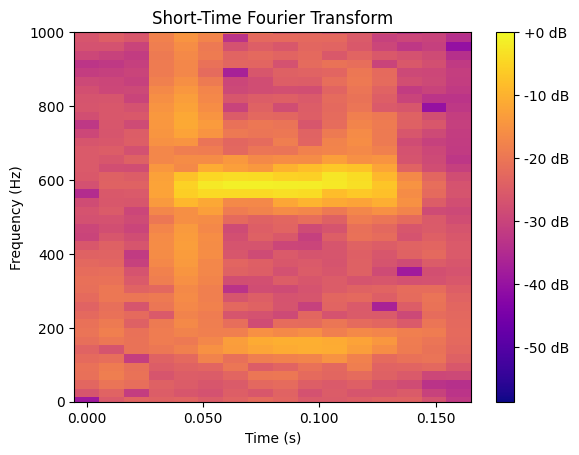 Short-Time Fourier Transform
1000
800
600
400
200
0
Frequency (Hz)
0.000
0.050
0.100
0.150
Time (s)
+0 dB
-10 dB
-20 dB
-30 dB
-40 dB
-50 dB